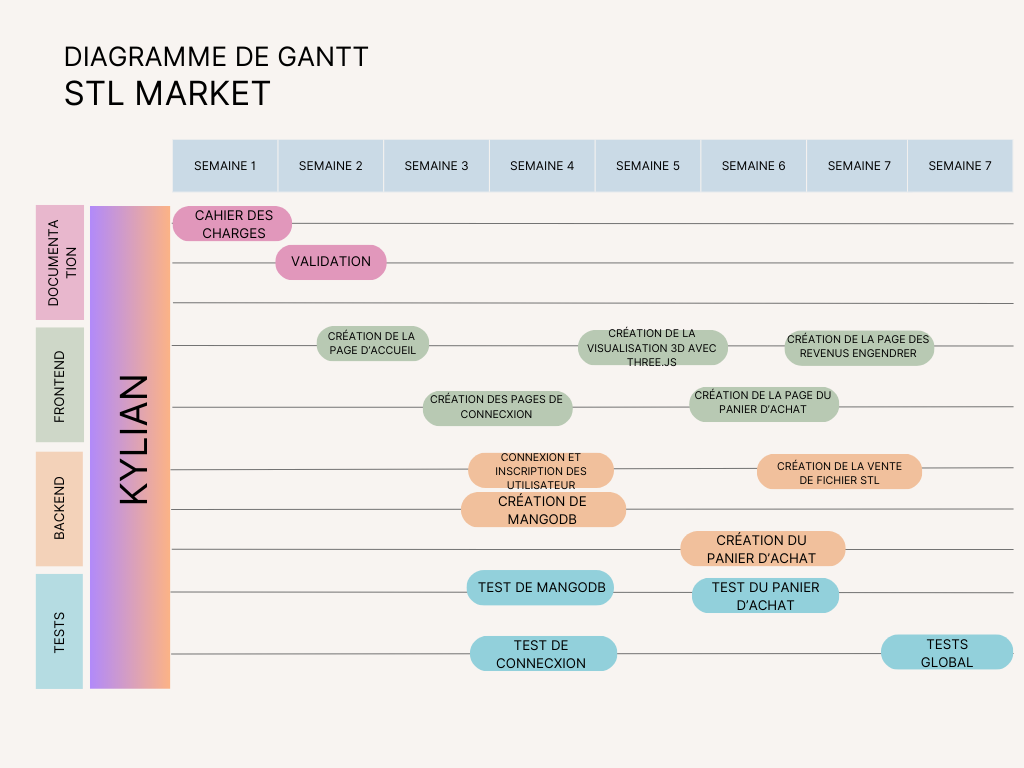 DIAGRAMME DE GANTT
STL MARKET
SEMAINE 1
SEMAINE 2
SEMAINE 3
SEMAINE 4
SEMAINE 5
SEMAINE 6
SEMAINE 7
SEMAINE 7
DOCUMENTA
TION
KYLIAN
CAHIER DES
CHARGES
VALIDATION
FRONTEND
CRÉATION DE LA
PAGE D'ACCUEIL
CRÉATION DE LA
VISUALISATION 3D AVEC
THREE.JS
CRÉATION DE LA PAGE DES
REVENUS ENGENDRER
CRÉATION DES PAGES DE
CONNECXION
CRÉATION DE LA PAGE DU
PANIER D'ACHAT
BACKEND
CONNEXION ET
INSCRIPTION DES
UTILISATEUR
CRÉATION DE LA VENTE
DE FICHIER STL
CRÉATION DE
MANGODB
CRÉATION DU
PANIER D'ACHAT
TESTS
TEST DE MANGODB
TEST DU PANIER
D'ACHAT
TEST DE
CONNECXION
TESTS
GLOBAL